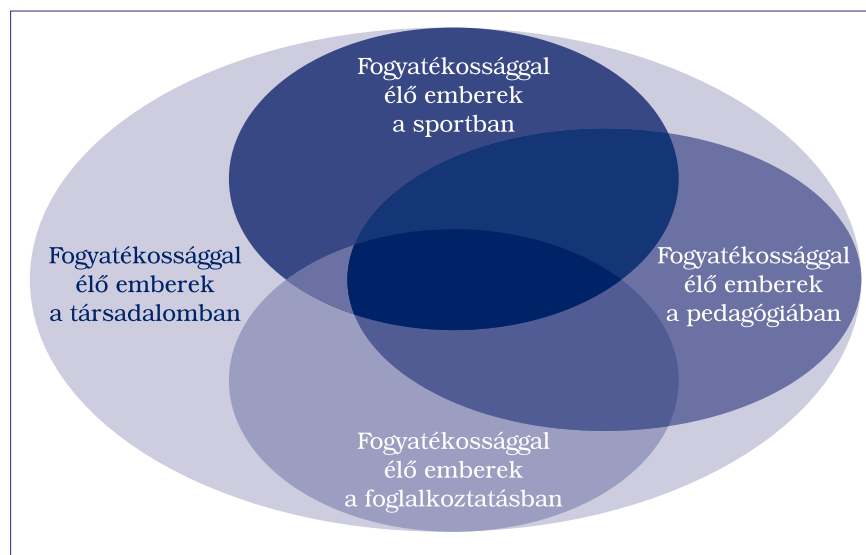 Fogyatékossággal
élő emberek
a sportban
Fogyatékossággal
élő emberek
a társadalomban
Fogyatékossággal
élő emberek
a pedagógiában
Fogyatékossággal
élő emberek
a foglalkoztatásban